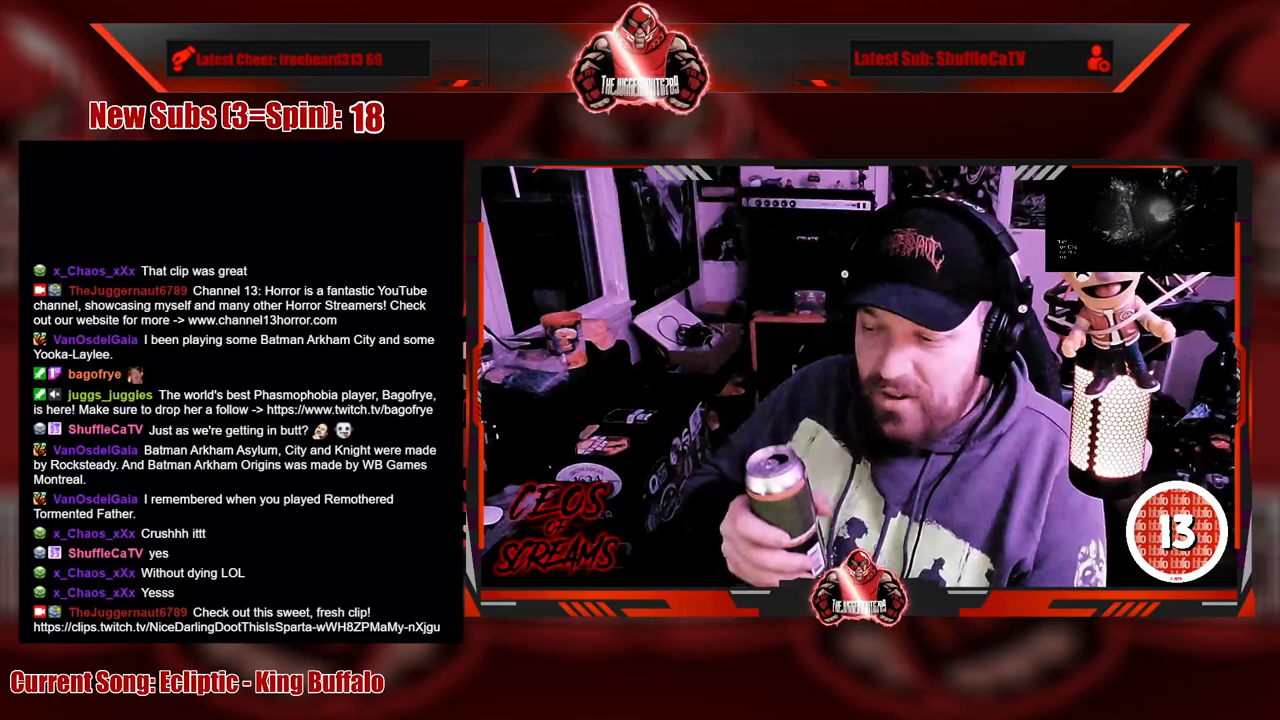 Latest Cheer: treebeard313 69
THEJUGGERNAUT6789
Latest Sub: ShuffleCaTV
New Subs (3=Spin): 18
x_Chaos_xXx That clip was great
TheJuggernaut6789 Channel 13: Horror is a fantastic YouTube
channel, showcasing myself and many other Horror Streamers! Check
out our website for more -> www.channel13horror.com
VanOsdelGaia I been playing some Batman Arkham City and some
Yooka-Laylee.
bagofrye
juggs_juggies The world's best Phasmophobia player, Bagofrye,
is here! Make sure to drop her a follow -> https://www.twitch.tv/bagofrye
ShuffleCaTV Just as we're getting in butt?
VanOsdelGaia Batman Arkham Asylum, City and Knight were made
by Rocksteady. And Batman Arkham Origins was made by WB Games
Montreal.
VanOsdelGaia I remembered when you played Remothered
Tormented Father.
x_Chaos_xXx Crushhh ittt
ShuffleCaTV yes
x_Chaos_xXx Without dying LOL
x_Chaos_xXx Yesss
TheJuggernaut6789 Check out this sweet, fresh clip!
https://clips.twitch.tv/NiceDarlingDootThisIsSparta-wWH8ZPMaMy-nXjgu
CEOS
OF
SCREAMS
13
THEJUGGERNAUT6789
Current Song: Ecliptic - King Buffalo